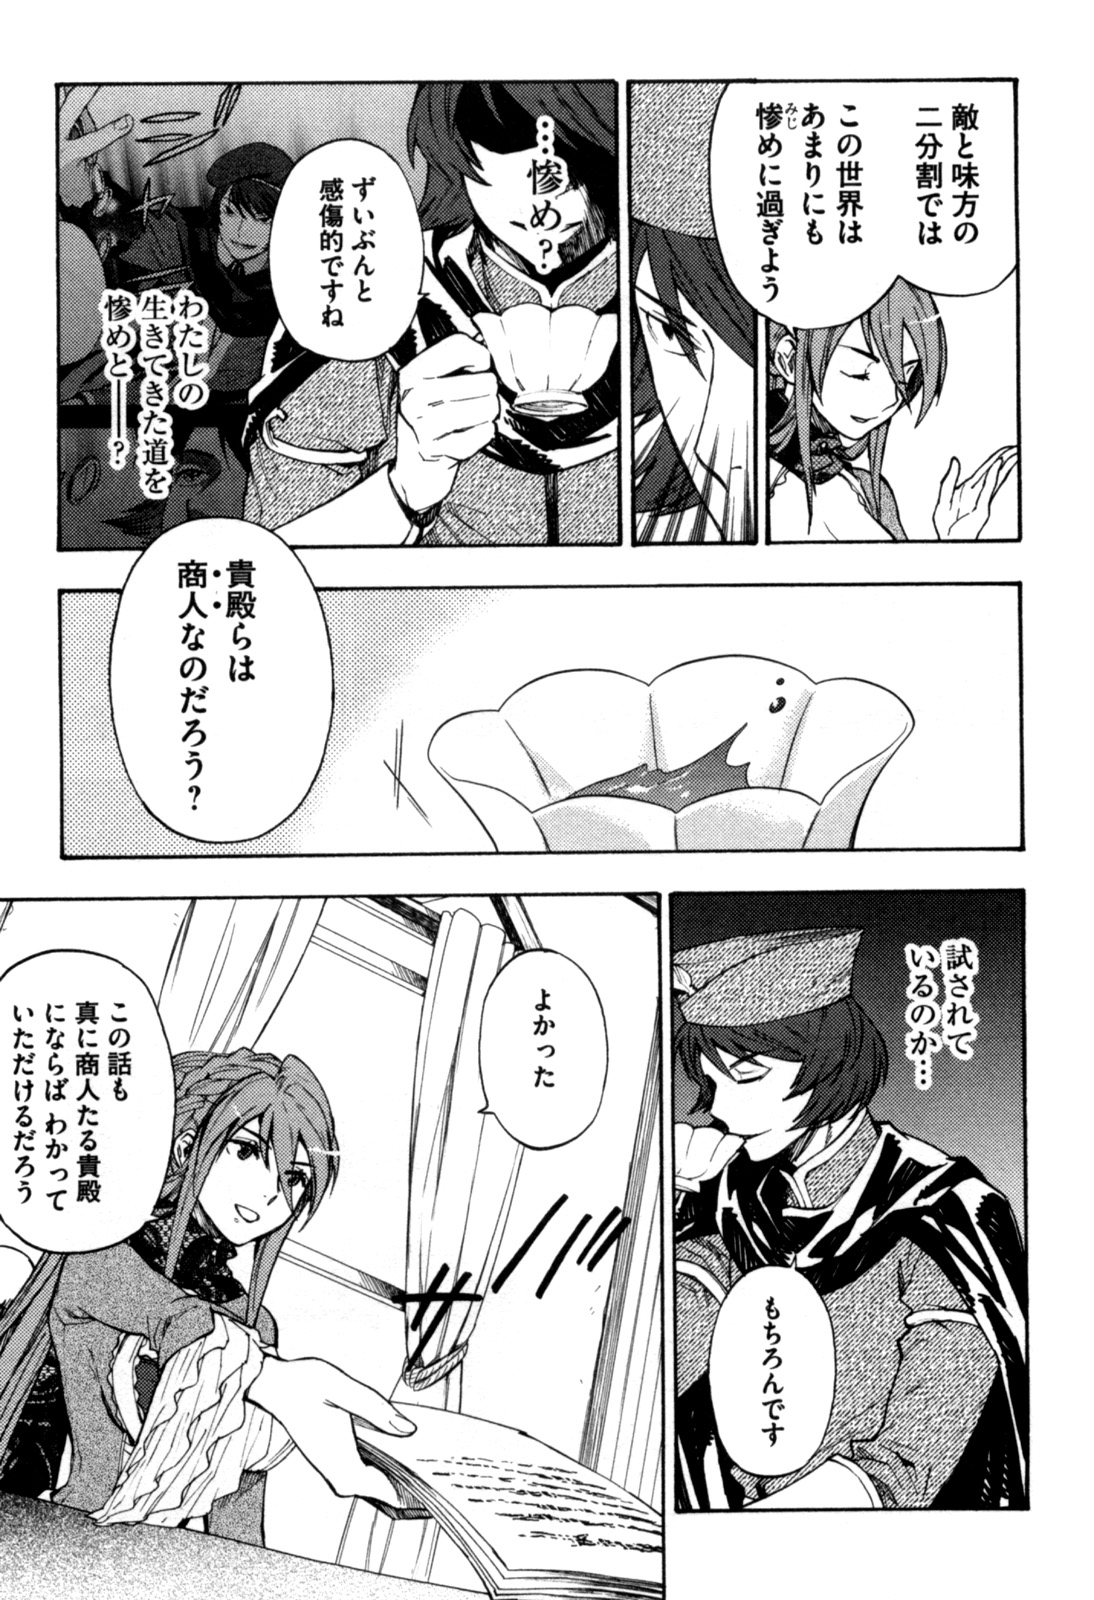 敵と味方の
二分割では
この世界は
あまりにも
惨めに過ぎよう
みじ
…惨め?
ずいぶんと
感傷的ですね
わたしの
生きてきた道を
惨めと――?
貴殿らは
商人なのだろう?
試されて
いるのか…
もちろんです
よかった
バサ
この話も
真に商人たる貴殿
にならば わかって
いただけるだろう